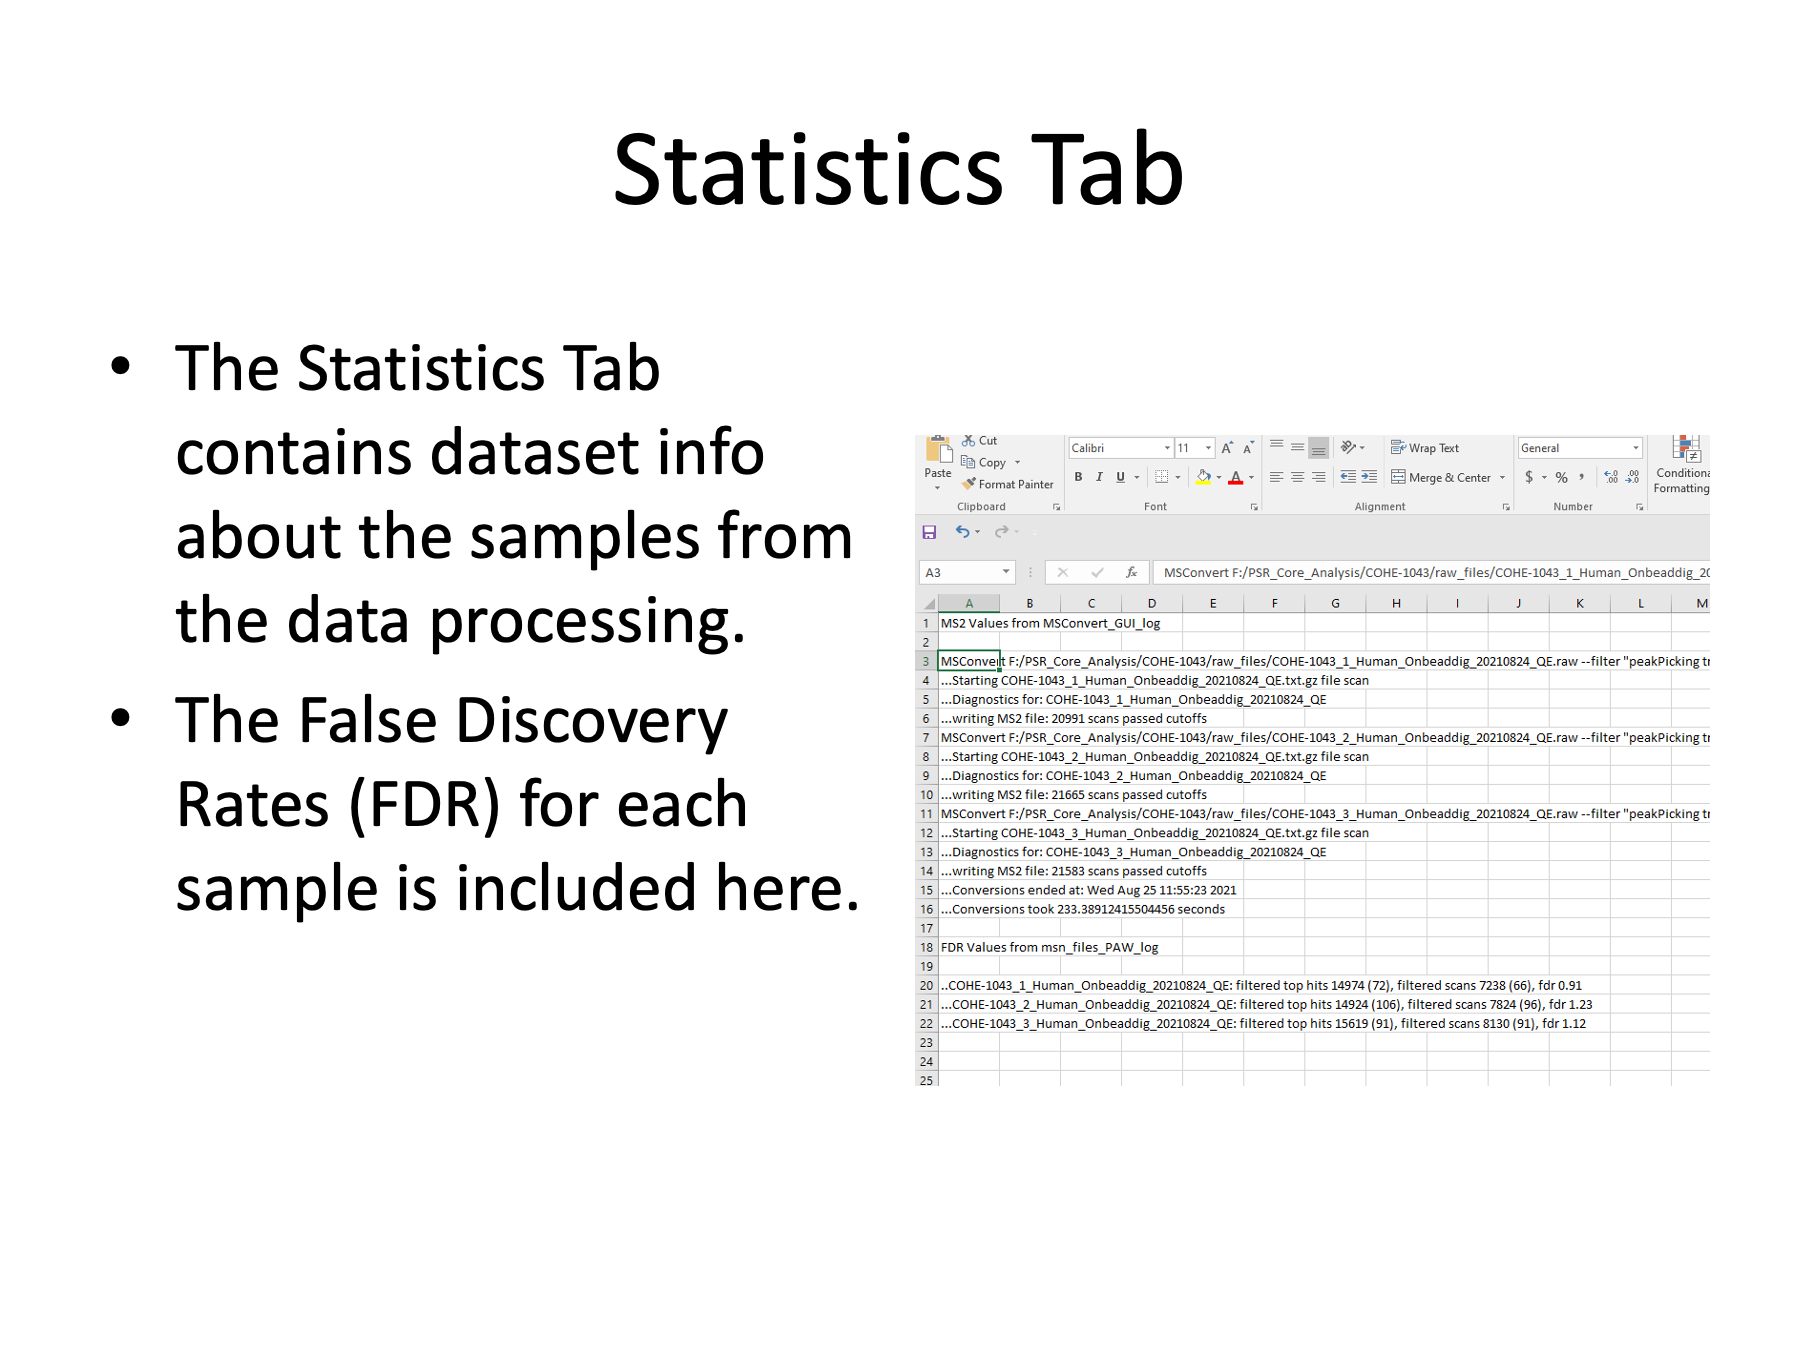 Statistics Tab
• The Statistics Tab
contains dataset info
about the samples from
the data processing.
• The False Discovery
Rates (FDR) for each
sample is included here.
Cut
Copy
Format Painter
Paste
Clipboard
Calibri 11
B I U
Font
Wrap Text
Merge & Center
Alignment
General
$ % ,
Number
Conditiona
Formatting
A3 fx MSConvert F:/PSR_Core_Analysis/COHE-1043/raw_files/COHE-1043_1_Human_Onbeaddig_20
A B C D E F G H I J K L M
1 MS2 Values from MSConvert_GUI_log
2
3 MSConvert F:/PSR_Core_Analysis/COHE-1043/raw_files/COHE-1043_1_Human_Onbeaddig_20210824_QE.raw --filter "peakPicking tr
4 ...Starting COHE-1043_1_Human_Onbeaddig_20210824_QE.txt.gz file scan
5 ...Diagnostics for: COHE-1043_1_Human_Onbeaddig_20210824_QE
6 ...writing MS2 file: 20991 scans passed cutoffs
7 MSConvert F:/PSR_Core_Analysis/COHE-1043/raw_files/COHE-1043_2_Human_Onbeaddig_20210824_QE.raw --filter "peakPicking tr
8 ...Starting COHE-1043_2_Human_Onbeaddig_20210824_QE.txt.gz file scan
9 ...Diagnostics for: COHE-1043_2_Human_Onbeaddig_20210824_QE
10 ...writing MS2 file: 21665 scans passed cutoffs
11 MSConvert F:/PSR_Core_Analysis/COHE-1043/raw_files/COHE-1043_3_Human_Onbeaddig_20210824_QE.raw --filter "peakPicking tr
12 ...Starting COHE-1043_3_Human_Onbeaddig_20210824_QE.txt.gz file scan
13 ...Diagnostics for: COHE-1043_3_Human_Onbeaddig_20210824_QE
14 ...writing MS2 file: 21583 scans passed cutoffs
15 ...Conversions ended at: Wed Aug 25 11:55:23 2021
16 ...Conversions took 233.38912415504456 seconds
17
18 FDR Values from msn_files_PAW_log
19
20 ..COHE-1043_1_Human_Onbeaddig_20210824_QE: filtered top hits 14974 (72), filtered scans 7238 (66), fdr 0.91
21 ...COHE-1043_2_Human_Onbeaddig_20210824_QE: filtered top hits 14924 (106), filtered scans 7824 (96), fdr 1.23
22 ...COHE-1043_3_Human_Onbeaddig_20210824_QE: filtered top hits 15619 (91), filtered scans 8130 (91), fdr 1.12
23
24
25